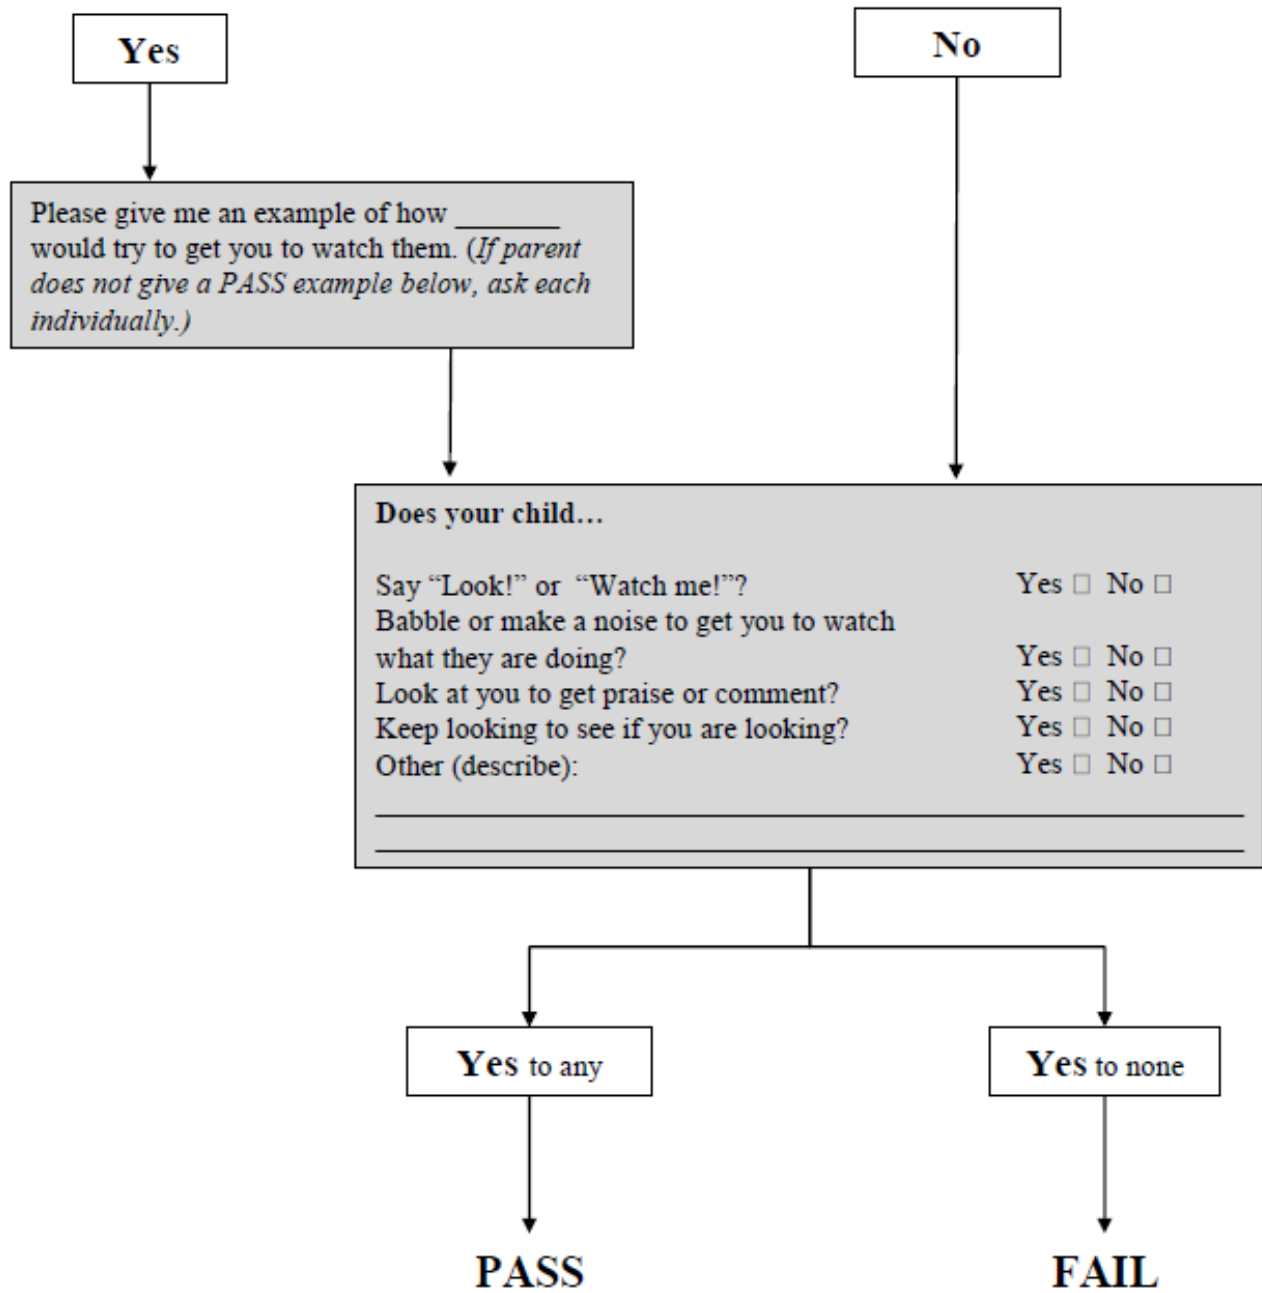 Yes
No
Please give me an example of how _______
would try to get you to watch them. (If parent
does not give a PASS example below, ask each
individually.)
Does your child…
Say “Look!” or “Watch me!”? Yes □ No □
Babble or make a noise to get you to watch
what they are doing? Yes □ No □
Look at you to get praise or comment? Yes □ No □
Keep looking to see if you are looking? Yes □ No □
Other (describe): Yes □ No □
Yes to any
Yes to none
PASS
FAIL